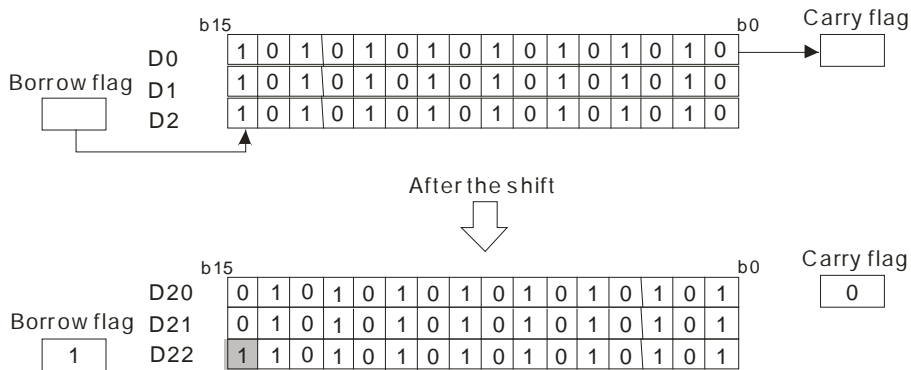 b15 b0 Carry flag
D0 1 0 1 0 1 0 1 0 1 0 1 0 1 0 1 0
Borrow flag D1 1 0 1 0 1 0 1 0 1 0 1 0 1 0 1 0
D2 1 0 1 0 1 0 1 0 1 0 1 0 1 0 1 0
After the shift
b15 b0 Carry flag
D20 0 1 0 1 0 1 0 1 0 1 0 1 0 1 0 1 0
Borrow flag D21 0 1 0 1 0 1 0 1 0 1 0 1 0 1 0 1
1 D22 1 1 0 1 0 1 0 1 0 1 0 1 0 1 0 1